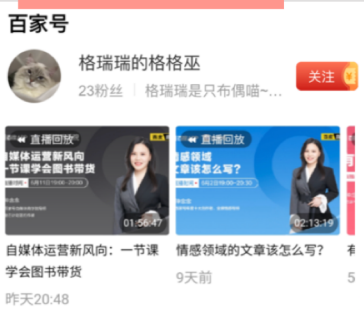 百家号
格瑞瑞的格格巫
23粉丝
格瑞瑞是只布偶喵~...
关注
直播回放
自媒体运营新风向
一节课学会图书带货
01:56:47
直播回放
情感领域
文章该怎么写?
02:13:19
自媒体运营新风向：一节课
学会图书带货
昨天20:48
情感领域的文章该怎么写？
9天前
有
5